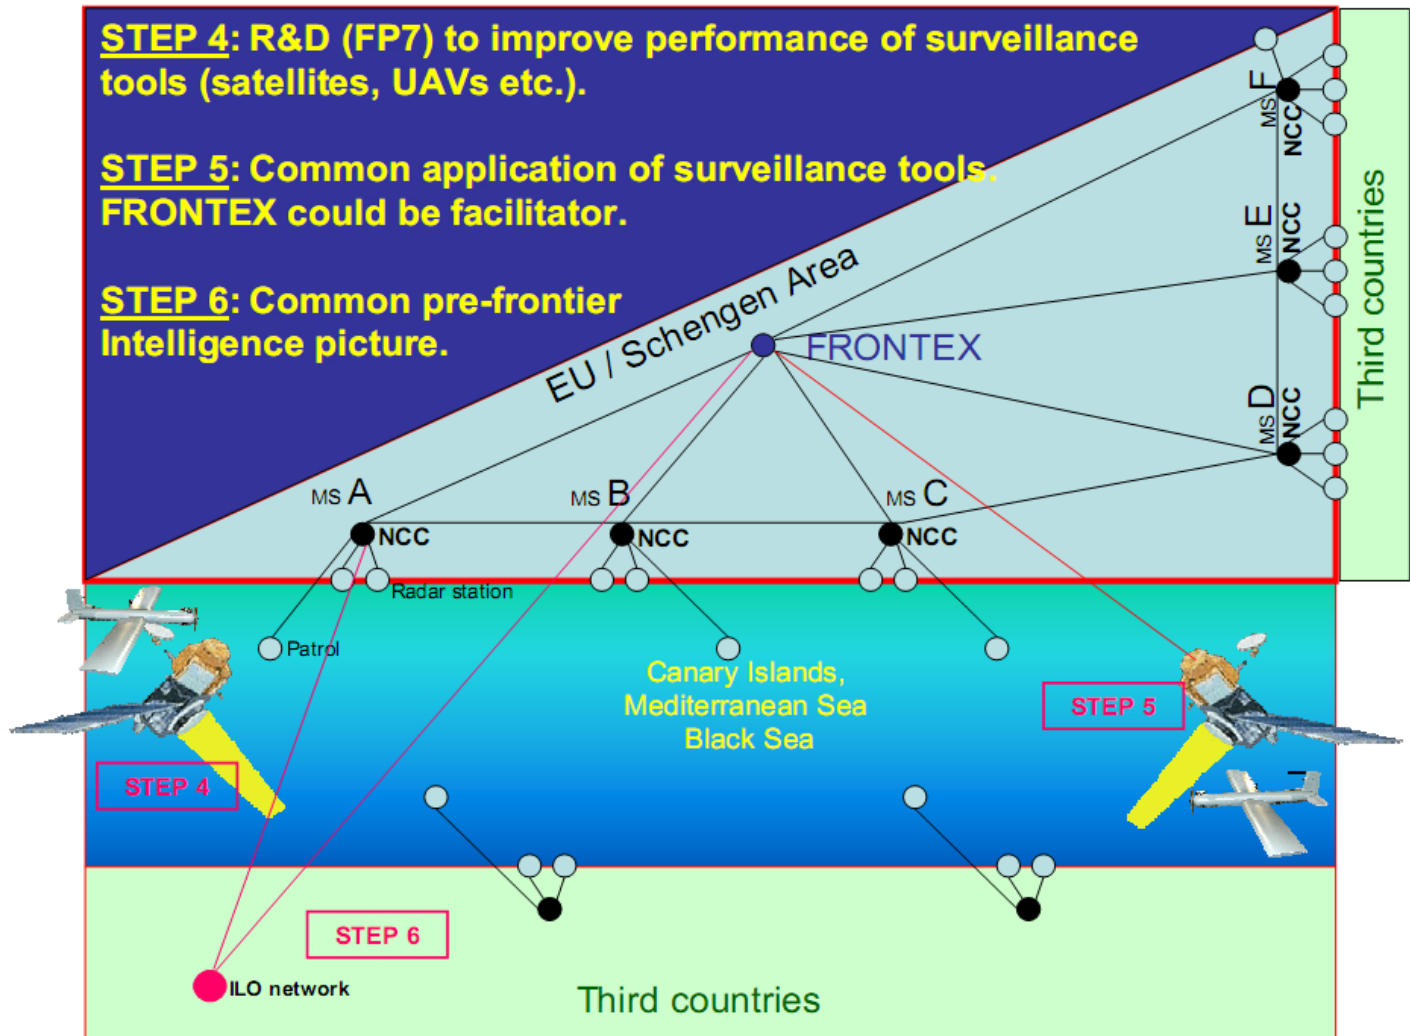 STEP 4: R&D (FP7) to improve performance of surveillance
tools (satellites, UAVs etc.).
STEP 5: Common application of surveillance tools.
FRONTEX could be facilitator.
STEP 6: Common pre-frontier
Intelligence picture.
EU / Schengen Area
FRONTEX
MS F
NCC
MS E
NCC
MS D
NCC
Third countries
MS A
NCC
MS B
NCC
MS C
NCC
Radar station
Patrol
Canary Islands,
Mediterranean Sea
Black Sea
STEP 4
STEP 5
STEP 6
ILO network
Third countries